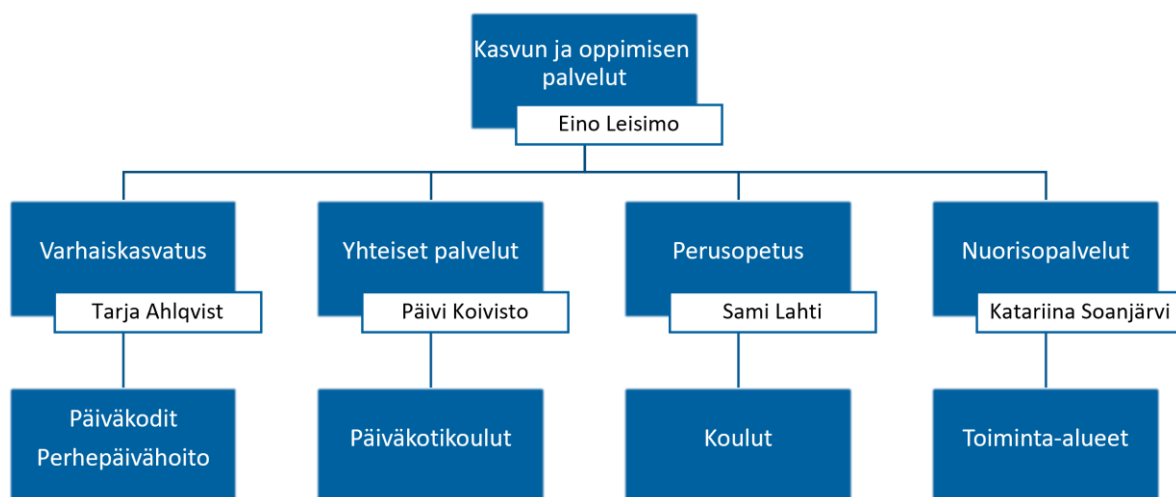 Kasvun ja oppimisen
palvelut
Eino Leisimo
Varhaiskasvatus
Tarja Ahlqvist
Yhteiset palvelut
Päivi Koivisto
Perusopetus
Sami Lahti
Nuorisopalvelut
Katariina Soanjärvi
Päiväkodit
Perhepäivähoito
Päiväkotikoulut
Koulut
Toiminta-alueet